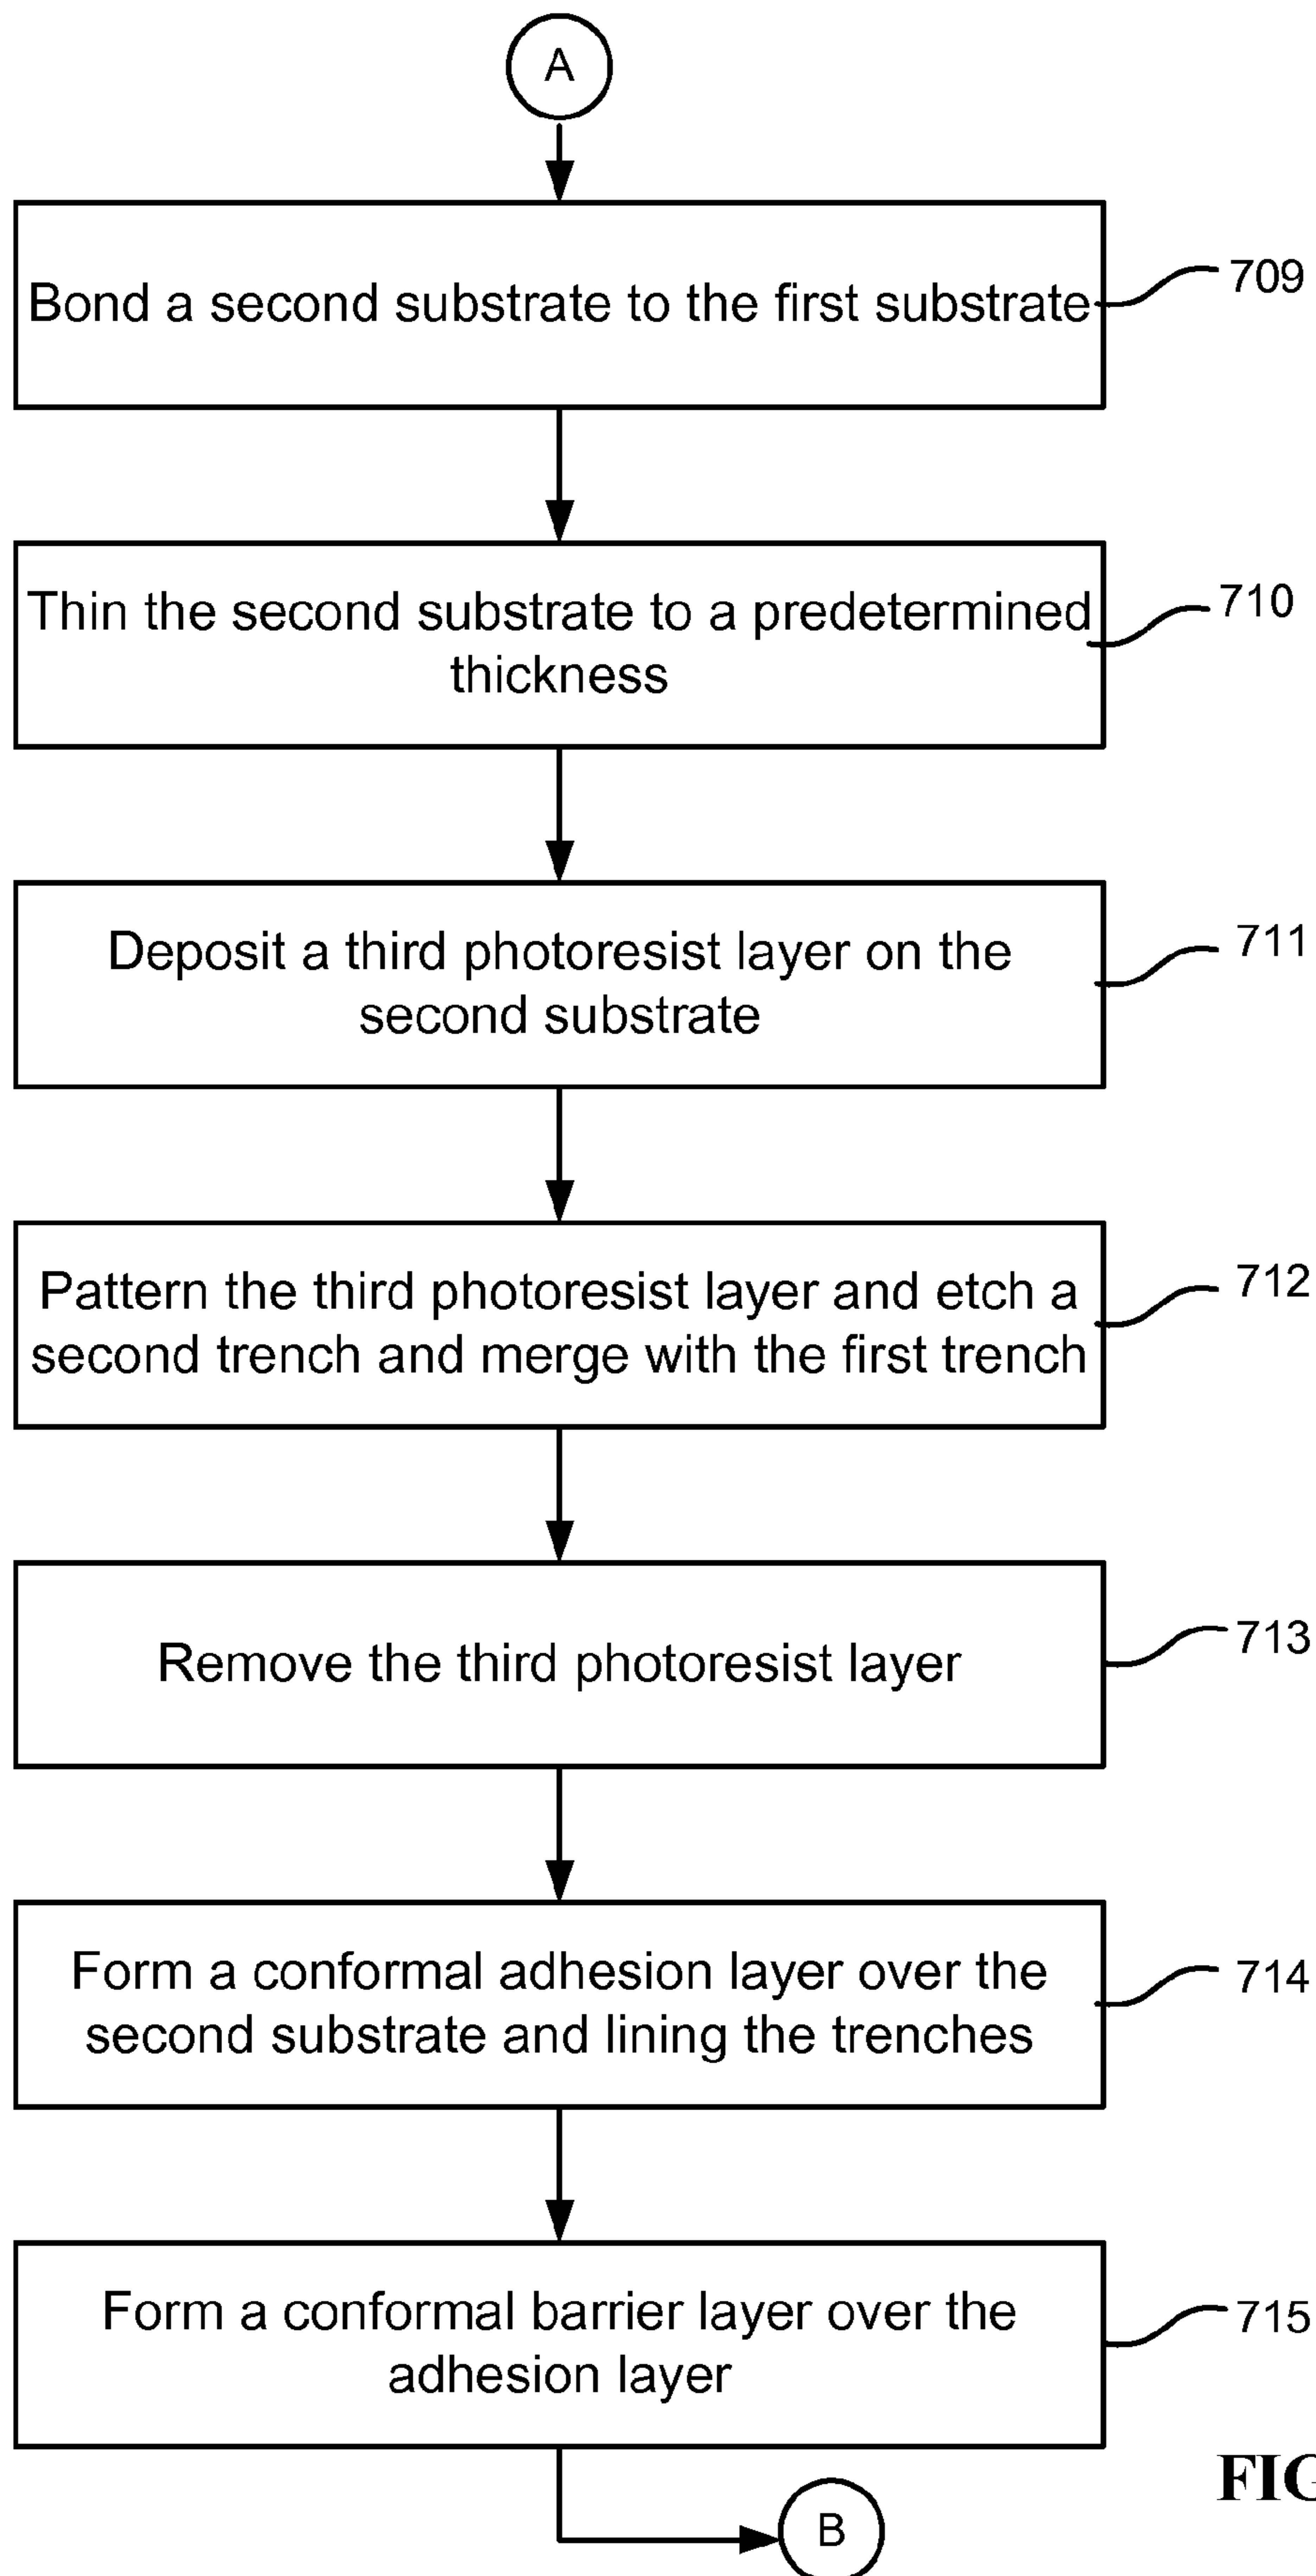 A
Bond a second substrate to the first substrate
709
Thin the second substrate to a predetermined
thickness
710
Deposit a third photoresist layer on the
second substrate
711
Pattern the third photoresist layer and etch a
second trench and merge with the first trench
712
Remove the third photoresist layer
713
Form a conformal adhesion layer over the
second substrate and lining the trenches
714
Form a conformal barrier layer over the
adhesion layer
715
B